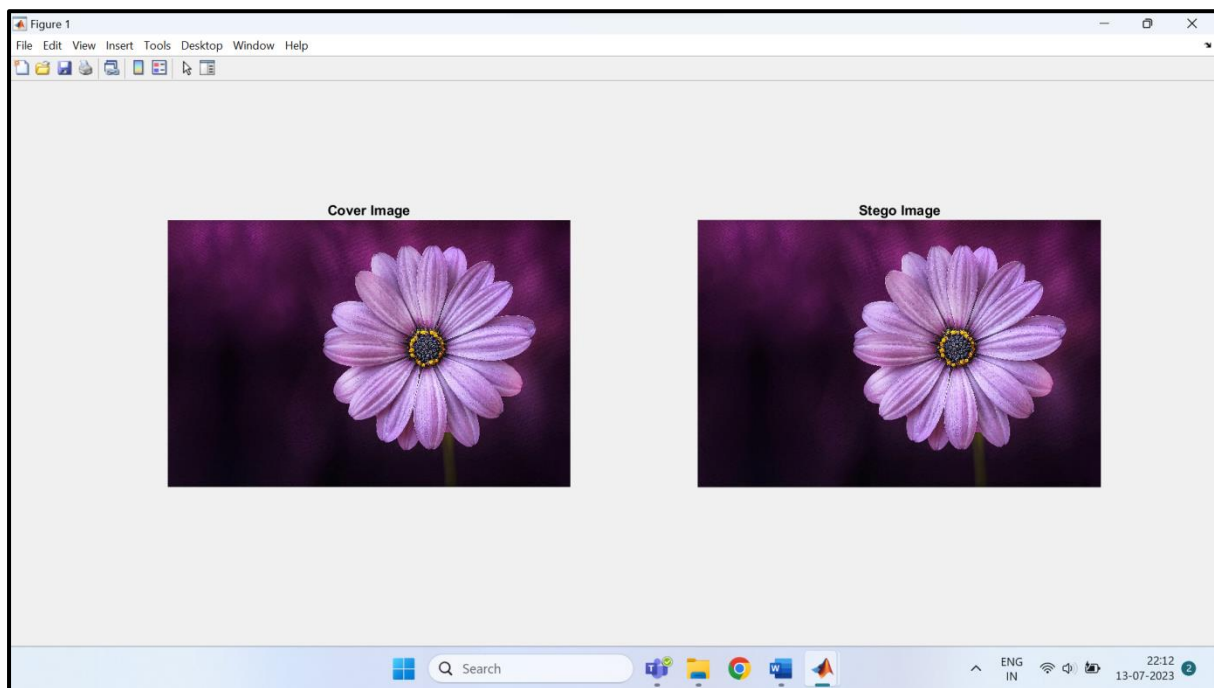 Figure 1
File Edit View Insert Tools Desktop Window Help
Cover Image
Stego Image
Search
ENG
IN
22:12
13-07-2023
2